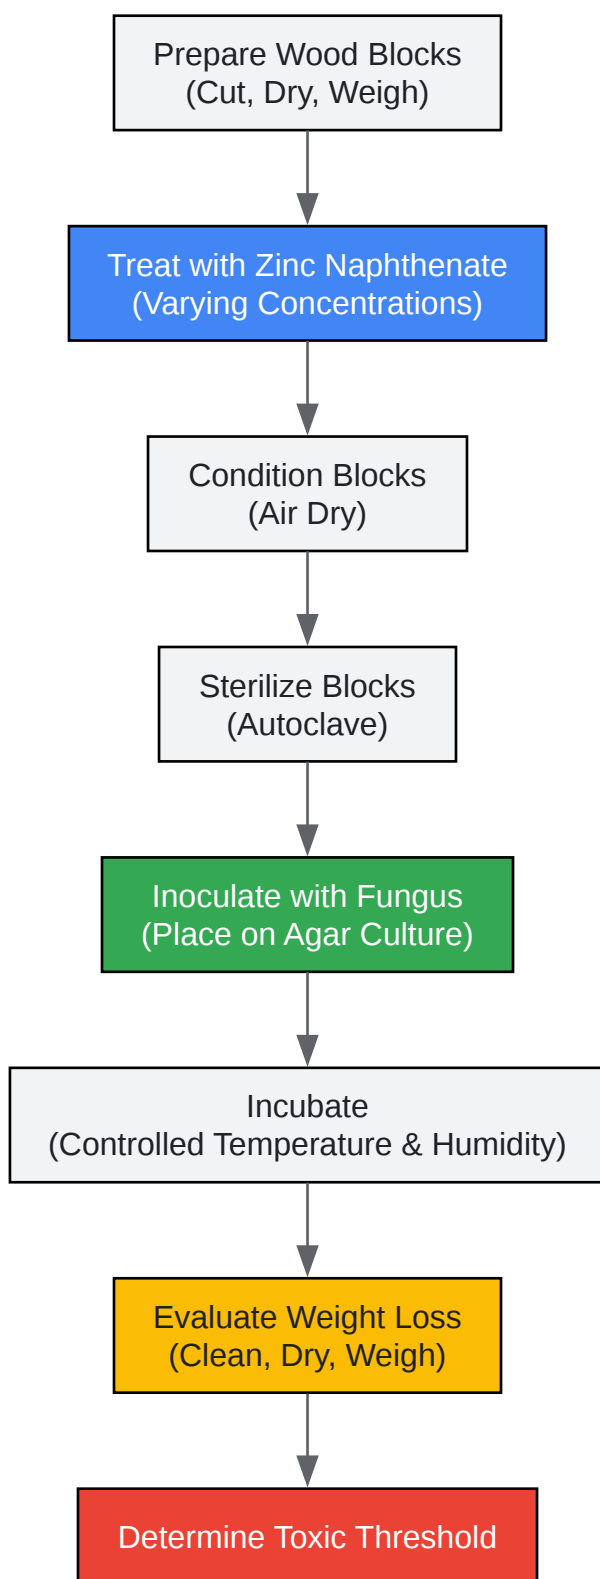 Prepare Wood Blocks
(Cut, Dry, Weigh)
Treat with Zinc Naphthenate
(Varying Concentrations)
Condition Blocks
(Air Dry)
Sterilize Blocks
(Autoclave)
Inoculate with Fungus
(Place on Agar Culture)
Incubate
(Controlled Temperature & Humidity)
Evaluate Weight Loss
(Clean, Dry, Weigh)
Determine Toxic Threshold